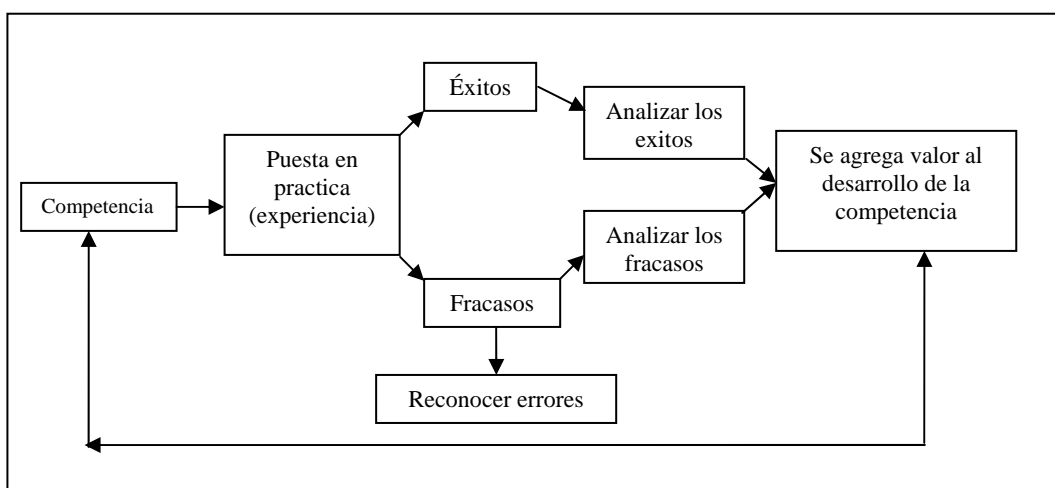 Competencia
Puesta en
practica
(experiencia)
Éxitos
Analizar los
exitos
Fracasos
Analizar los
fracasos
Reconocer errores
Se agrega valor al
desarrollo de la
competencia